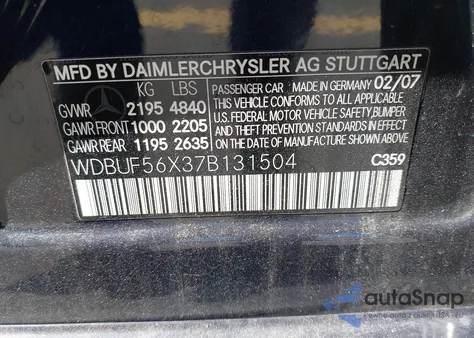 MFD BY DAIMLERCHRYSLER AG STUTTGART
KG LBS
GVWR 2195 4840
GAWR FRONT 1000 2205
GAWR REAR 1195 2635
PASSENGER CAR MADE IN GERMANY 02/07
THIS VEHICLE CONFORMS TO ALL
APPLICABLE U.S. FEDERAL
MOTOR VEHICLE SAFETY, BUMPER
AND THEFT PREVENTION STANDARDS
IN EFFECT ON THE DATE OF
MANUFACTURE SHOWN ABOVE
WDBUF56X37B131504 C359
autoSnap